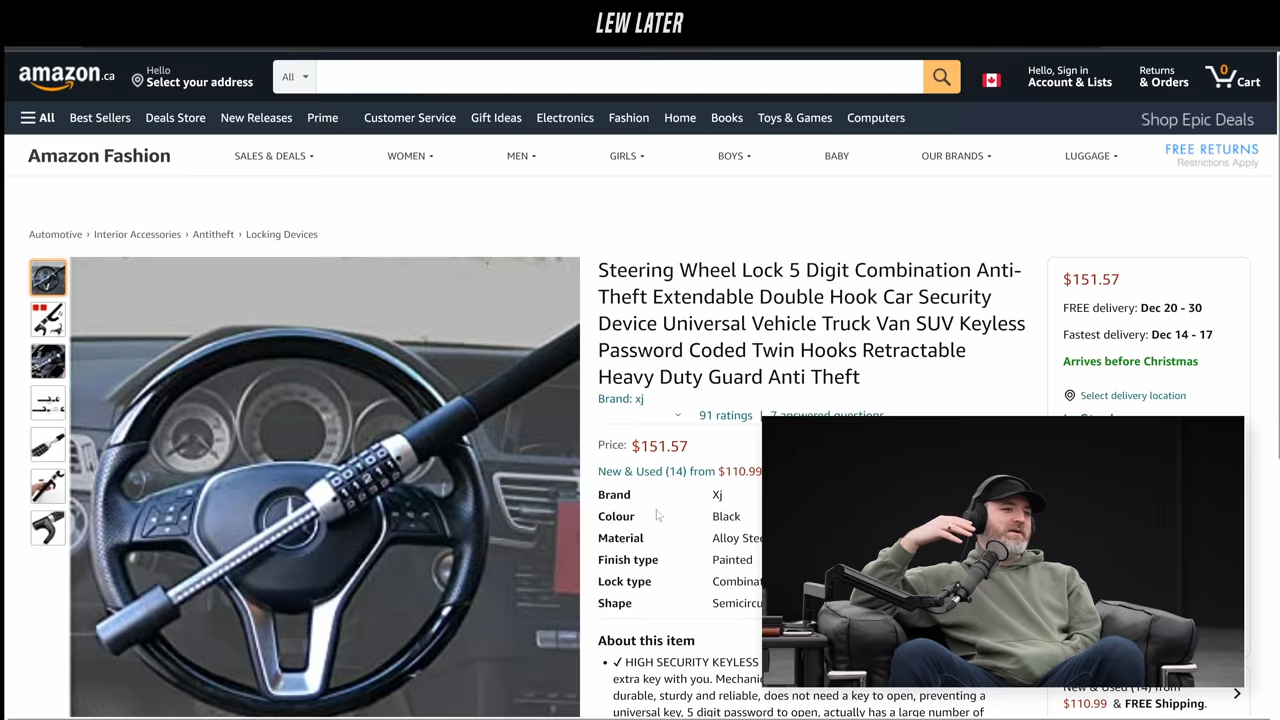 LEW LATER
amazon.ca
Hello
Select your address
All
0
Hello, Sign in
Account & Lists
Returns
& Orders
Cart
All
Best Sellers
Deals Store
New Releases
Prime
Customer Service
Gift Ideas
Electronics
Fashion
Home
Books
Toys & Games
Computers
Shop Epic Deals
Amazon Fashion
SALES & DEALS
WOMEN
MEN
GIRLS
BOYS
BABY
OUR BRANDS
LUGGAGE
FREE RETURNS
Restrictions Apply
Automotive › Interior Accessories › Antitheft › Locking Devices
Steering Wheel Lock 5 Digit Combination Anti-
Theft Extendable Double Hook Car Security
Device Universal Vehicle Truck Van SUV Keyless
Password Coded Twin Hooks Retractable
Heavy Duty Guard Anti Theft
Brand: xj
91 ratings | 7 answered questions
Price: $151.57
New & Used (14) from $110.99
Brand Xj
Colour Black
Material Alloy Stee
Finish type Painted
Lock type Combinat
Shape Semicircu
About this item
• ✓ HIGH SECURITY KEYLESS
extra key with you. Mechani
durable, sturdy and reliable, does not need a key to open, preventing a
universal key, 5 digit password to open, actually has a large number of
$151.57
FREE delivery: Dec 20 - 30
Fastest delivery: Dec 14 - 17
Arrives before Christmas
Select delivery location
New & Used (14) from
$110.99 & FREE Shipping.